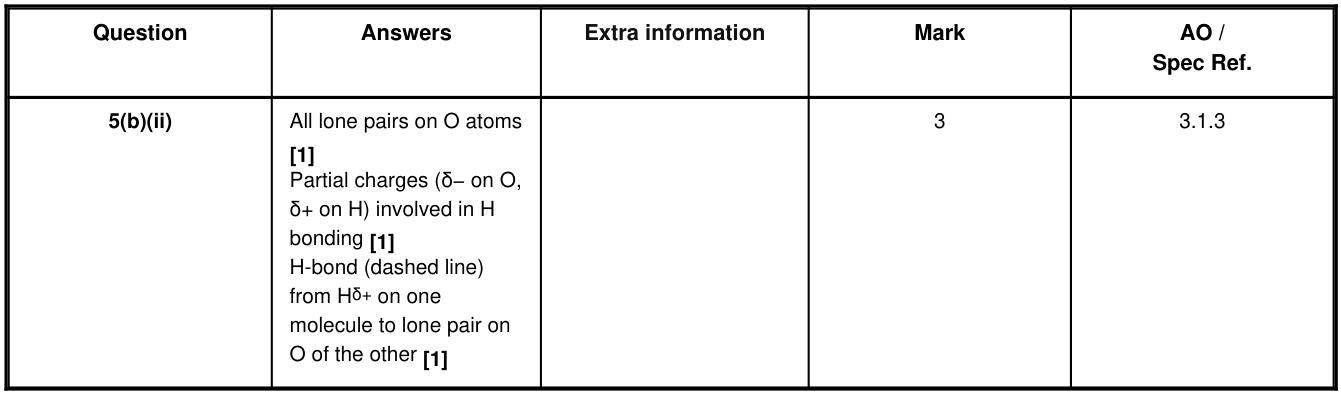 Question Answers Extra information Mark AO /
Spec Ref.
5(b)(ii) All lone pairs on O atoms 3 3.1.3
[1]
Partial charges (δ− on O,
δ+ on H) involved in H
bonding [1]
H-bond (dashed line)
from Hδ+ on one
molecule to lone pair on
O of the other [1]